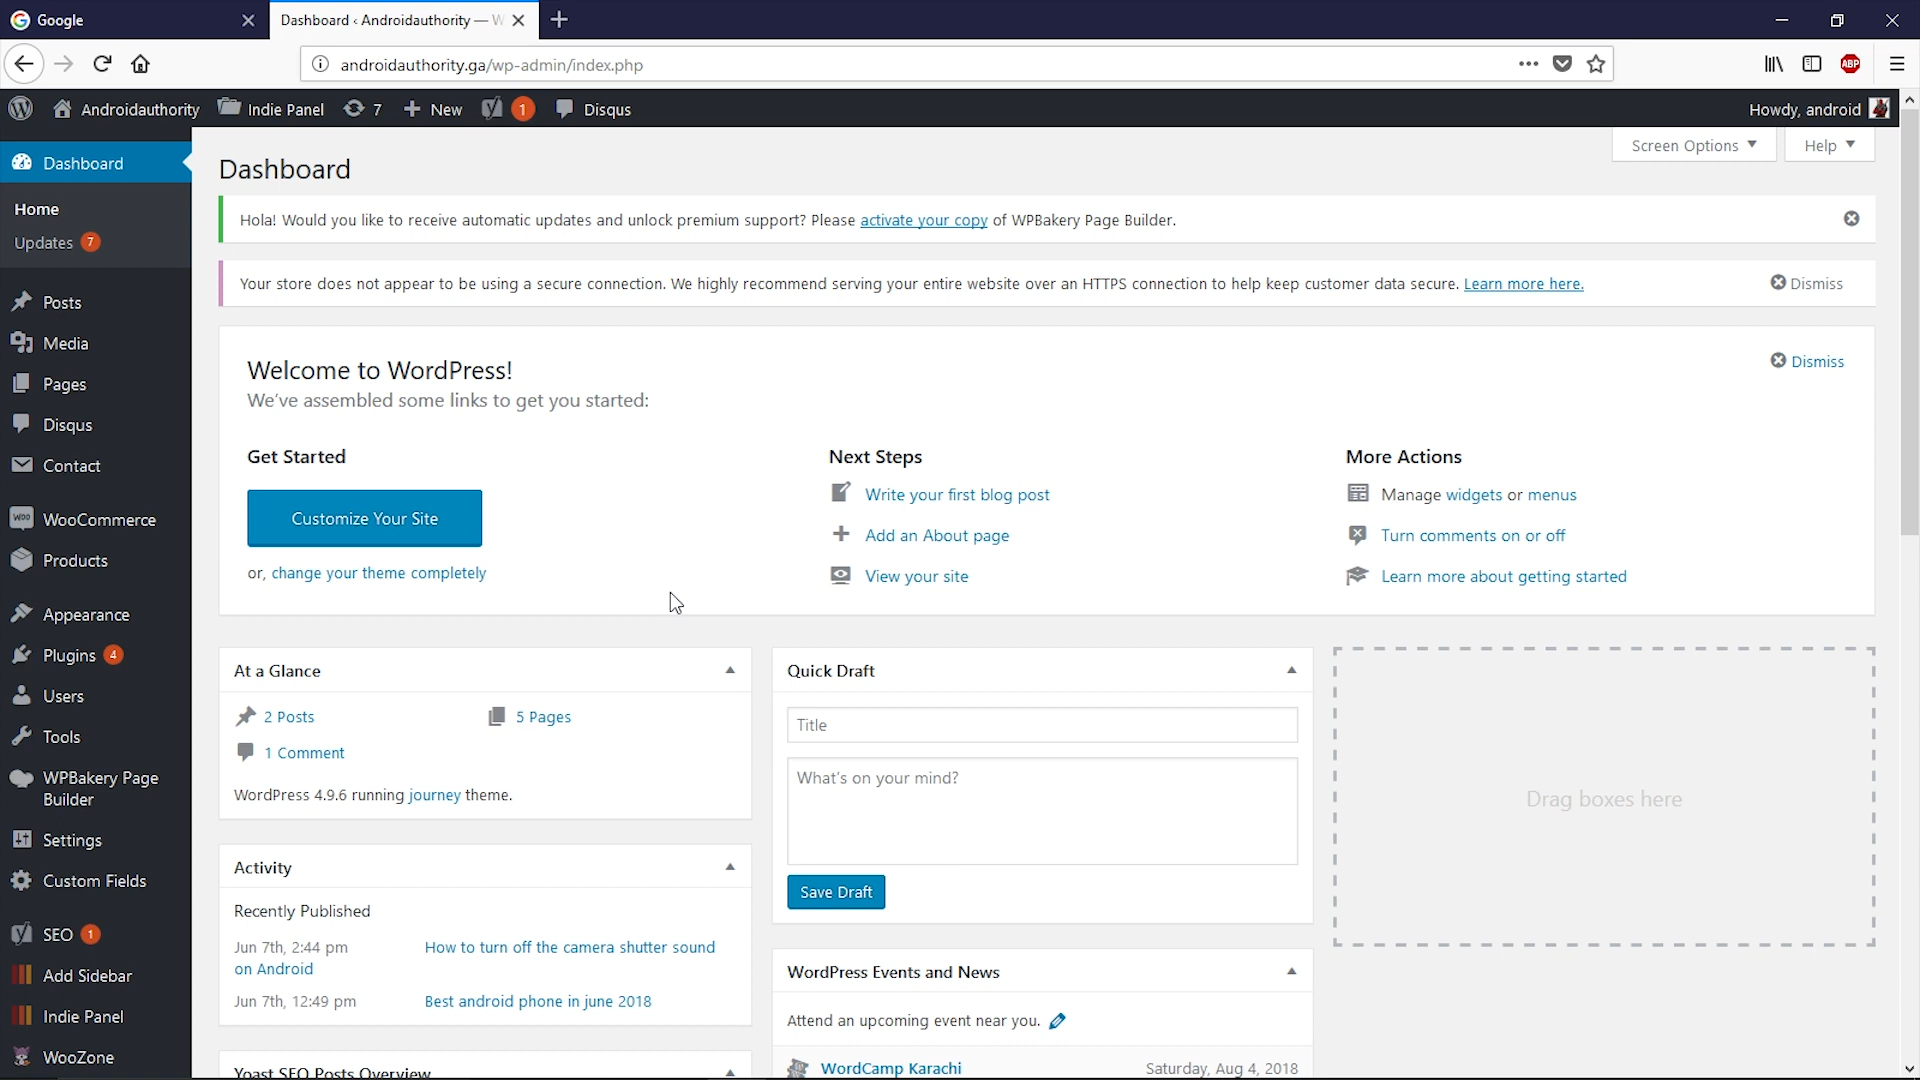 Google
Dashboard ‹ Androidauthority — W
androidauthority.ga/wp-admin/index.php
ABP
Androidauthority Indie Panel 7 + New 1 Disqus
Howdy, android
Dashboard
Home
Updates 7
Posts
Media
Pages
Disqus
Contact
WooCommerce
Products
Appearance
Plugins 4
Users
Tools
WPBakery Page
Builder
Settings
Custom Fields
SEO 1
Add Sidebar
Indie Panel
WooZone
Screen Options
Help
Dashboard
Hola! Would you like to receive automatic updates and unlock premium support? Please activate your copy of WPBakery Page Builder.
Your store does not appear to be using a secure connection. We highly recommend serving your entire website over an HTTPS connection to help keep customer data secure. Learn more here.
Dismiss
Welcome to WordPress!
Dismiss
We've assembled some links to get you started:
Get Started
Customize Your Site
or, change your theme completely
Next Steps
Write your first blog post
Add an About page
View your site
More Actions
Manage widgets or menus
Turn comments on or off
Learn more about getting started
At a Glance
2 Posts
5 Pages
1 Comment
WordPress 4.9.6 running journey theme.
Activity
Recently Published
Jun 7th, 2:44 pm How to turn off the camera shutter sound
on Android
Jun 7th, 12:49 pm Best android phone in june 2018
Yoast SEO Posts Overview
Quick Draft
Title
What's on your mind?
Save Draft
WordPress Events and News
Attend an upcoming event near you.
WordCamp Karachi Saturday, Aug 4, 2018
Drag boxes here